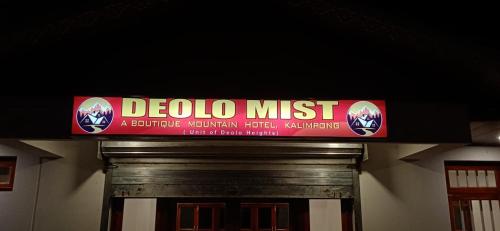 DEOLO MIST
A BOUTIQUE MOUNTAIN HOTEL, KALIMPONG
( Unit of Deolo Heights)